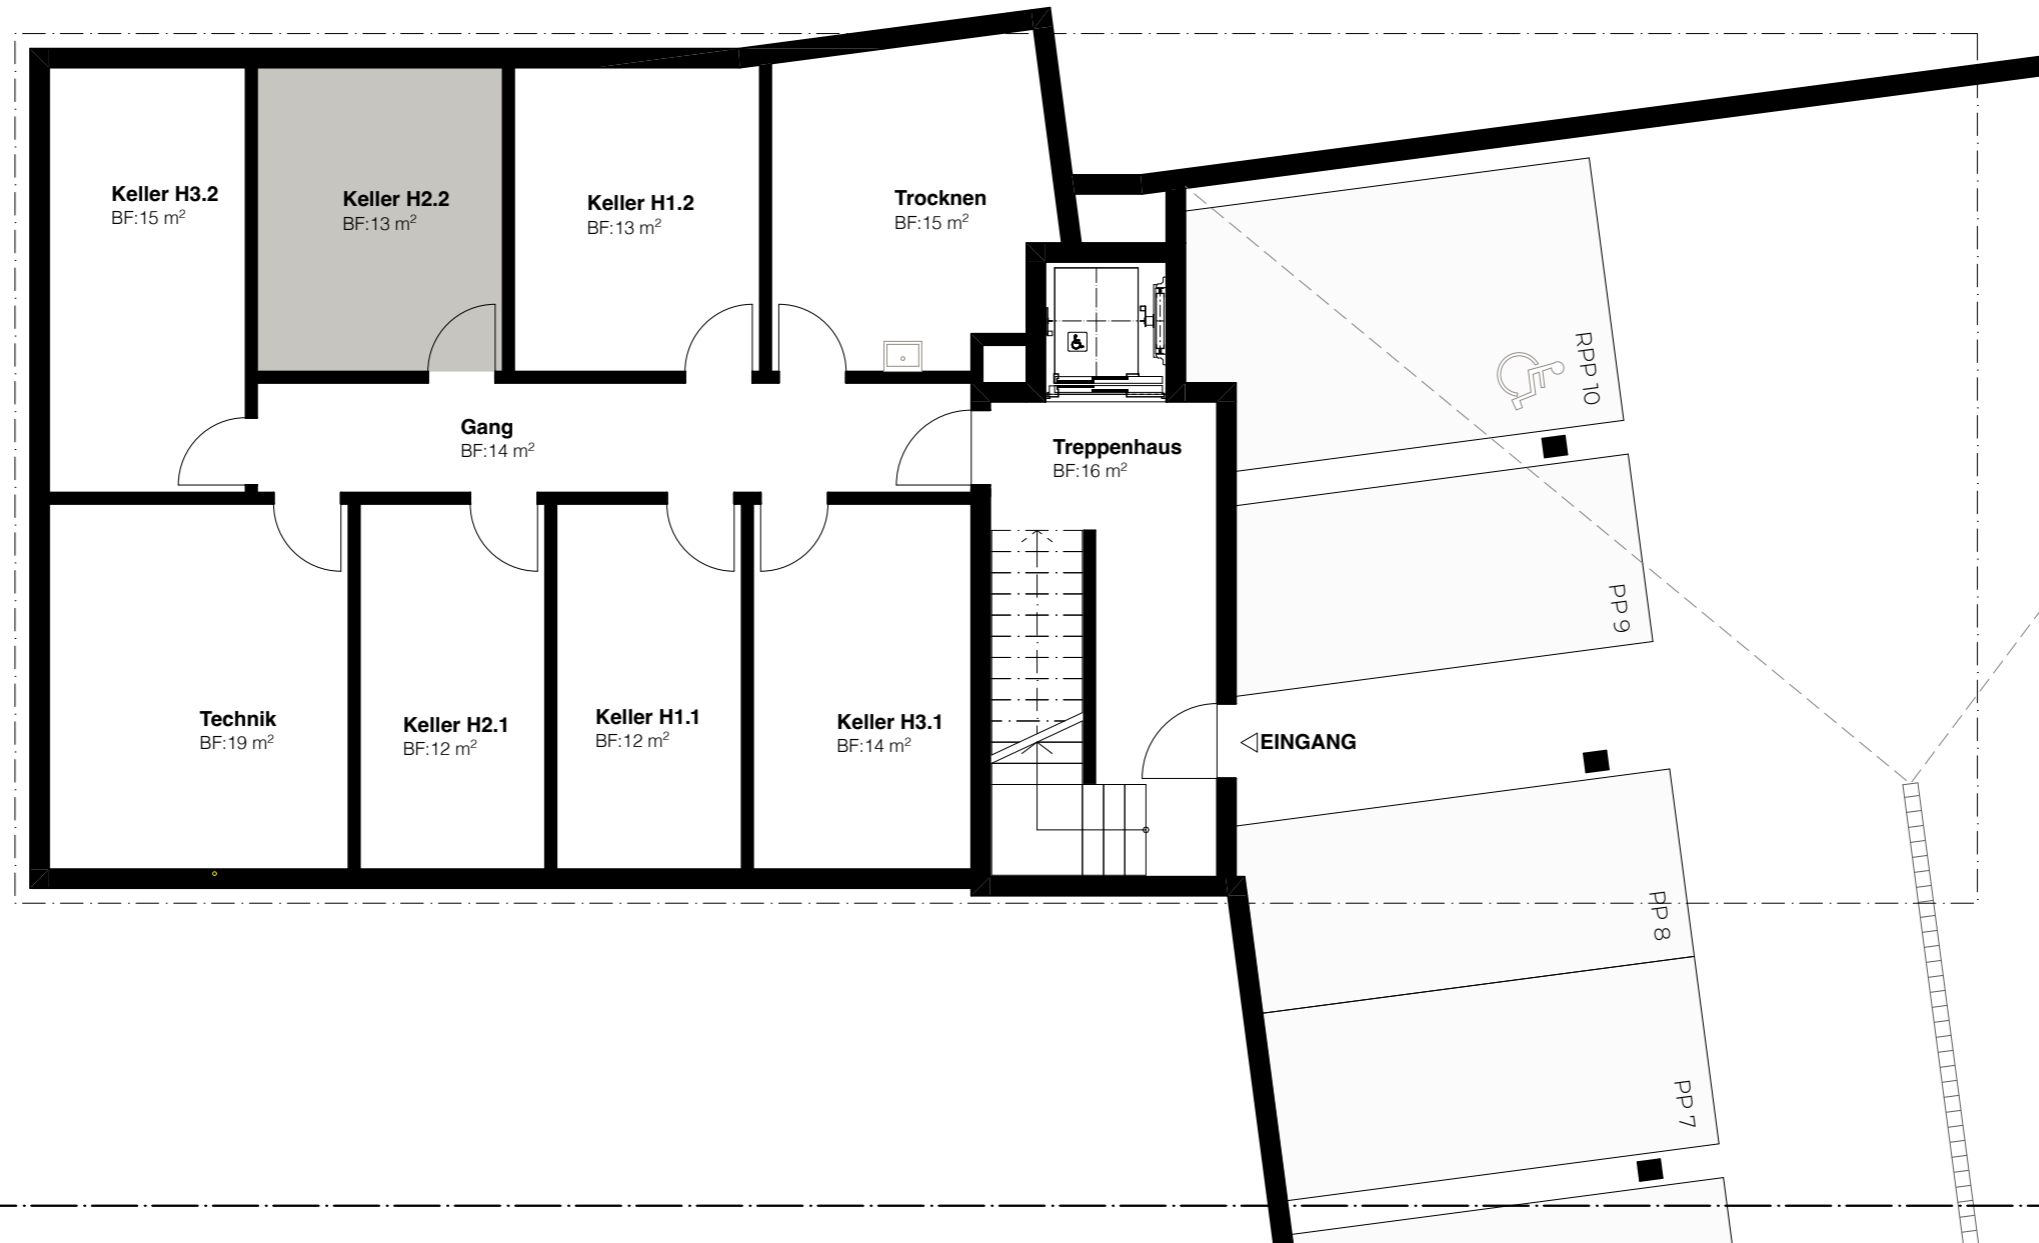 Keller H3.2
BF:15 m²
Keller H2.2
BF:13 m²
Keller H1.2
BF:13 m²
Trocknen
BF:15 m²
RPP 10
Gang
BF:14 m²
Treppenhaus
BF:16 m²
PP 9
Technik
BF:19 m²
Keller H2.1
BF:12 m²
Keller H1.1
BF:12 m²
Keller H3.1
BF:14 m²
EINGANG
PP 8
PP 7